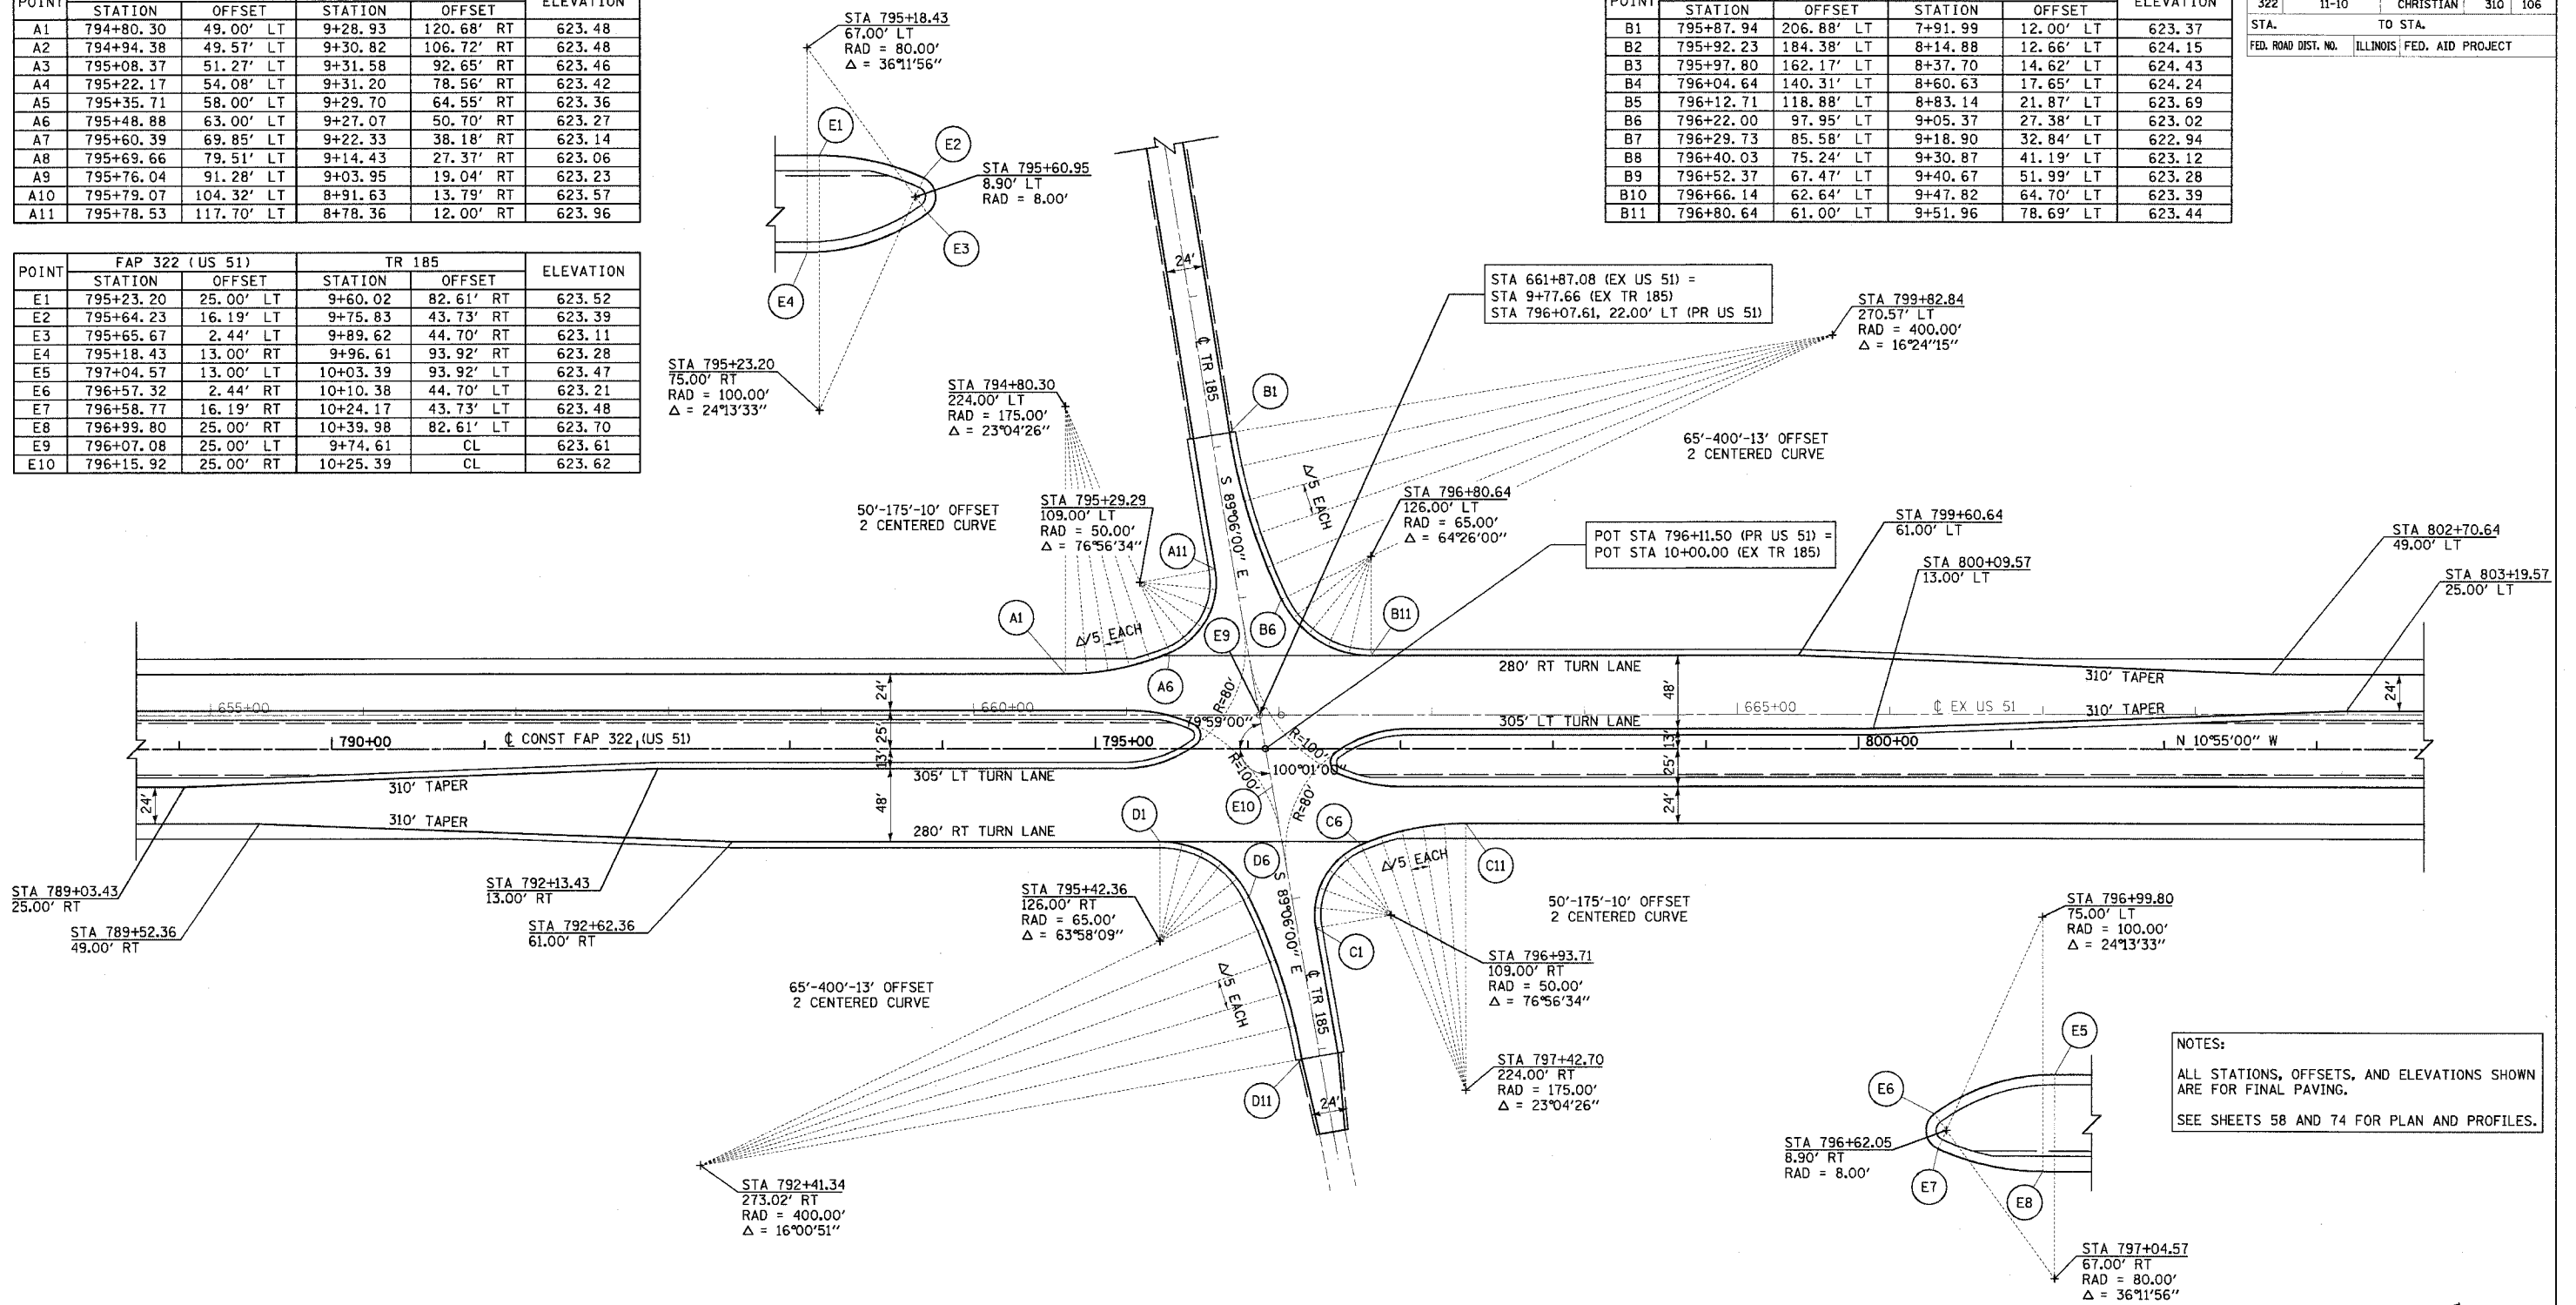 POINT STATION OFFSET STATION OFFSET ELEVATION
A1 794+80.30 49.00' LT 9+28.93 120.68' RT 623.48
A2 794+94.38 49.57' LT 9+30.82 106.72' RT 623.48
A3 795+08.37 51.27' LT 9+31.58 92.65' RT 623.46
A4 795+22.17 54.08' LT 9+31.20 78.56' RT 623.42
A5 795+35.71 58.00' LT 9+29.70 64.55' RT 623.36
A6 795+48.88 63.00' LT 9+27.07 50.70' RT 623.27
A7 795+60.39 69.85' LT 9+22.33 38.18' RT 623.14
A8 795+69.66 79.51' LT 9+14.43 27.37' RT 623.06
A9 795+76.04 91.28' LT 9+03.95 19.04' RT 623.23
A10 795+79.07 104.32' LT 8+91.63 13.79' RT 623.57
A11 795+78.53 117.70' LT 8+78.36 12.00' RT 623.96
POINT FAP 322 (US 51) TR 185 ELEVATION
STATION OFFSET STATION OFFSET
E1 795+23.20 25.00' LT 9+60.02 82.61' RT 623.52
E2 795+64.23 16.19' LT 9+75.83 43.73' RT 623.39
E3 795+65.67 2.44' LT 9+89.62 44.70' RT 623.11
E4 795+18.43 13.00' RT 9+96.61 93.92' RT 623.28
E5 797+04.57 13.00' LT 10+03.39 93.92' LT 623.47
E6 796+57.32 2.44' RT 10+10.38 44.70' LT 623.21
E7 796+58.77 16.19' RT 10+24.17 43.73' LT 623.48
E8 796+99.80 25.00' RT 10+39.98 82.61' LT 623.70
E9 796+07.08 25.00' LT 9+74.61 CL 623.61
E10 796+15.92 25.00' RT 10+25.39 CL 623.62
STA 795+18.43
67.00' LT
RAD = 80.00'
Δ = 36°11'56"
E1
E2
STA 795+60.95
8.90' LT
RAD = 8.00'
E3
E4
STA 795+23.20
75.00' RT
RAD = 100.00'
Δ = 24°13'33"
POINT STATION OFFSET STATION OFFSET ELEVATION
B1 795+87.94 206.88' LT 7+91.99 12.00' LT 623.37
B2 795+92.23 184.38' LT 8+14.88 12.66' LT 624.15
B3 795+97.80 162.17' LT 8+37.70 14.62' LT 624.43
B4 796+04.64 140.31' LT 8+60.63 17.65' LT 624.24
B5 796+12.71 118.88' LT 8+83.14 21.87' LT 623.69
B6 796+22.00 97.95' LT 9+05.37 27.38' LT 623.02
B7 796+29.73 85.58' LT 9+18.90 32.84' LT 622.94
B8 796+40.03 75.24' LT 9+30.87 41.19' LT 623.12
B9 796+52.37 67.47' LT 9+40.67 51.99' LT 623.28
B10 796+66.14 62.64' LT 9+47.82 64.70' LT 623.39
B11 796+80.64 61.00' LT 9+51.96 78.69' LT 623.44
322 11-10 CHRISTIAN 310 106
STA. TO STA.
FED. ROAD DIST. NO. ILLINOIS FED. AID PROJECT
24'
STA 661+87.08 (EX US 51) =
STA 9+77.66 (EX TR 185)
STA 796+07.61, 22.00' LT (PR US 51)
STA 799+82.84
270.57' LT
RAD = 400.00'
Δ = 16°24'15"
℄ TR 185
B1
STA 794+80.30
224.00' LT
RAD = 175.00'
Δ = 23°04'26"
65'-400'-13' OFFSET
2 CENTERED CURVE
Δ/5 EACH
S 89°06'00" E
50'-175'-10' OFFSET
2 CENTERED CURVE
STA 795+29.29
109.00' LT
RAD = 50.00'
Δ = 76°56'34"
A11
STA 796+80.64
126.00' LT
RAD = 65.00'
Δ = 64°26'00"
POT STA 796+11.50 (PR US 51) =
POT STA 10+00.00 (EX TR 185)
STA 799+60.64
61.00' LT
STA 800+09.57
13.00' LT
STA 802+70.64
49.00' LT
STA 803+19.57
25.00' LT
A1
Δ/5 EACH
E9
B6
B11
A6
280' RT TURN LANE
310' TAPER
24'
48'
24'
R=80'
655+00
660+00
665+00
℄ EX US 51
305' LT TURN LANE
310' TAPER
79°59'00"
790+00
℄ CONST FAP 322 (US 51)
25'
795+00
R=100'
13'
800+00
N 10°55'00" W
13'
305' LT TURN LANE
R=100'
100°01'00"
25'
310' TAPER
24'
48'
E10
R=80'
24'
310' TAPER
280' RT TURN LANE
D1
C6
Δ/5 EACH
C11
D6
STA 789+03.43
25.00' RT
STA 789+52.36
49.00' RT
STA 792+13.43
13.00' RT
STA 792+62.36
61.00' RT
STA 795+42.36
126.00' RT
RAD = 65.00'
Δ = 63°58'09"
S 89°06'00" E
C1
50'-175'-10' OFFSET
2 CENTERED CURVE
STA 796+93.71
109.00' RT
RAD = 50.00'
Δ = 76°56'34"
65'-400'-13' OFFSET
2 CENTERED CURVE
Δ/5 EACH
℄ TR 185
D11
24'
STA 797+42.70
224.00' RT
RAD = 175.00'
Δ = 23°04'26"
STA 792+41.34
273.02' RT
RAD = 400.00'
Δ = 16°00'51"
STA 796+99.80
75.00' LT
RAD = 100.00'
Δ = 24°13'33"
E5
E6
STA 796+62.05
8.90' RT
RAD = 8.00'
E7
E8
STA 797+04.57
67.00' RT
RAD = 80.00'
Δ = 36°11'56"
NOTES:
ALL STATIONS, OFFSETS, AND ELEVATIONS SHOWN
ARE FOR FINAL PAVING.
SEE SHEETS 58 AND 74 FOR PLAN AND PROFILES.